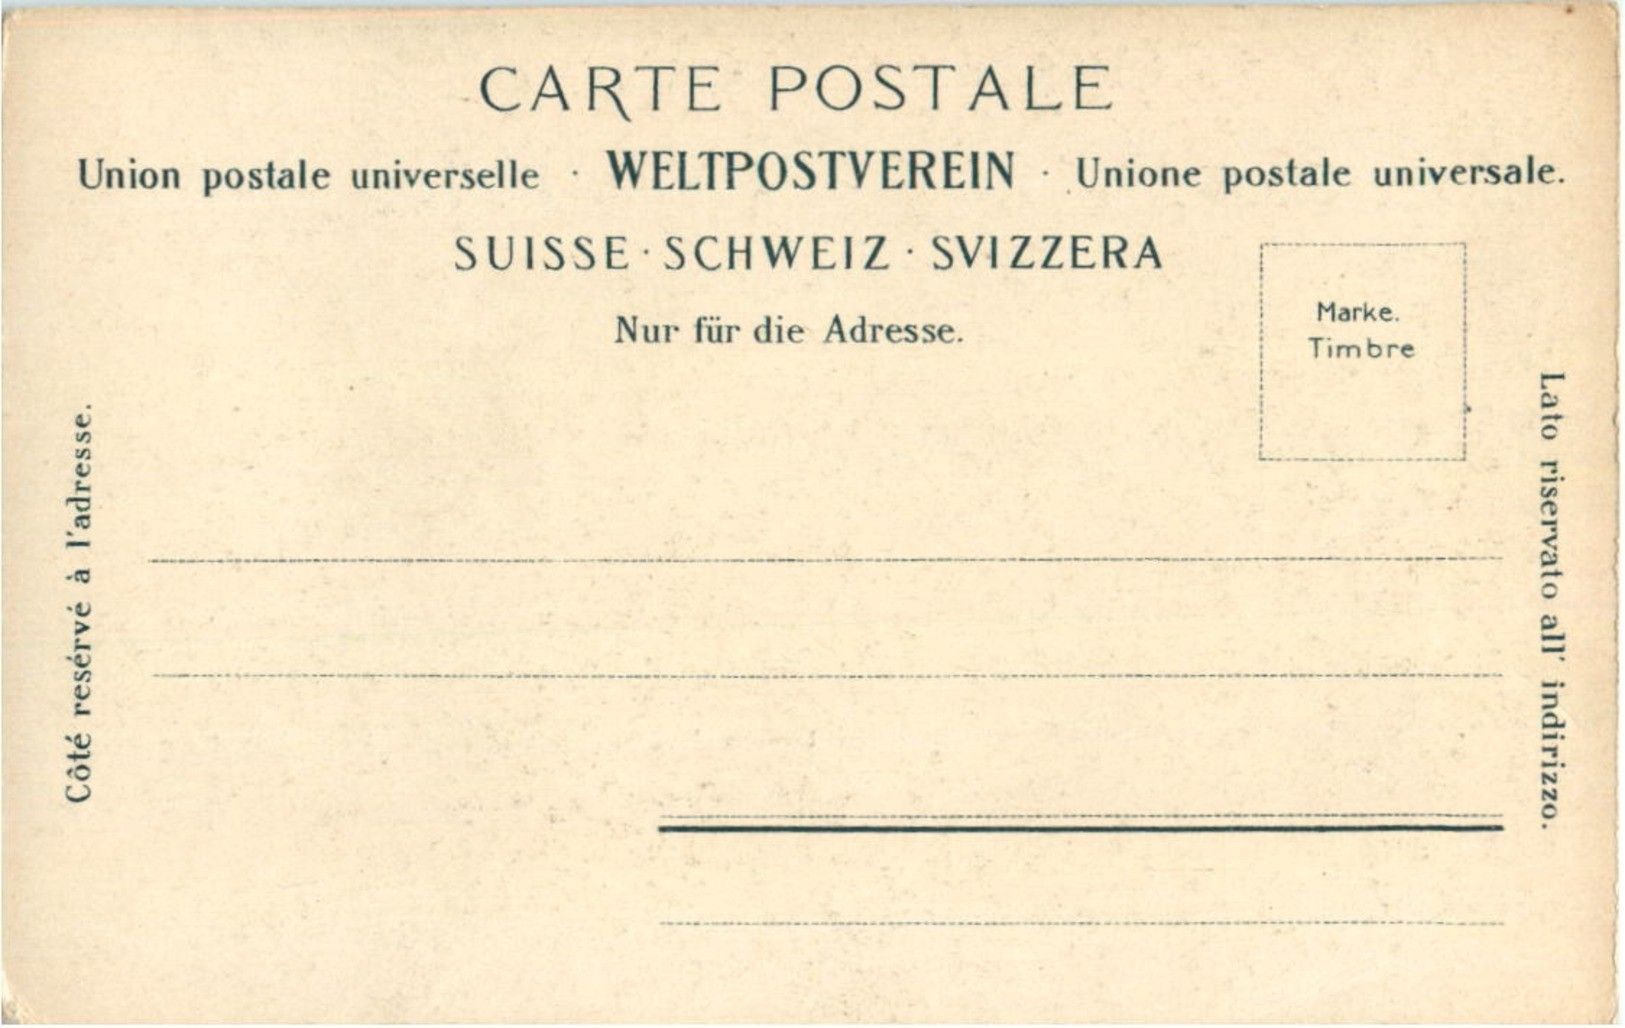 CARTE POSTALE
Union postale universelle · WELTPOSTVEREIN · Unione postale universale.
SUISSE · SCHWEIZ · SVIZZERA
Nur für die Adresse.
Marke.
Timbre
Côté resérvé à l'adresse.
Lato riservato all' indirizzo.